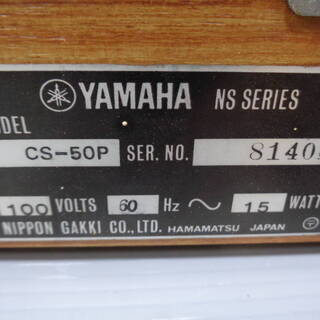 YAMAHA NS SERIES
CS-50P SER. NO. 8140
100 VOLTS 60 Hz ~ 15 WATT
NIPPON GAKKI CO., LTD. HAMAMATSU JAPAN